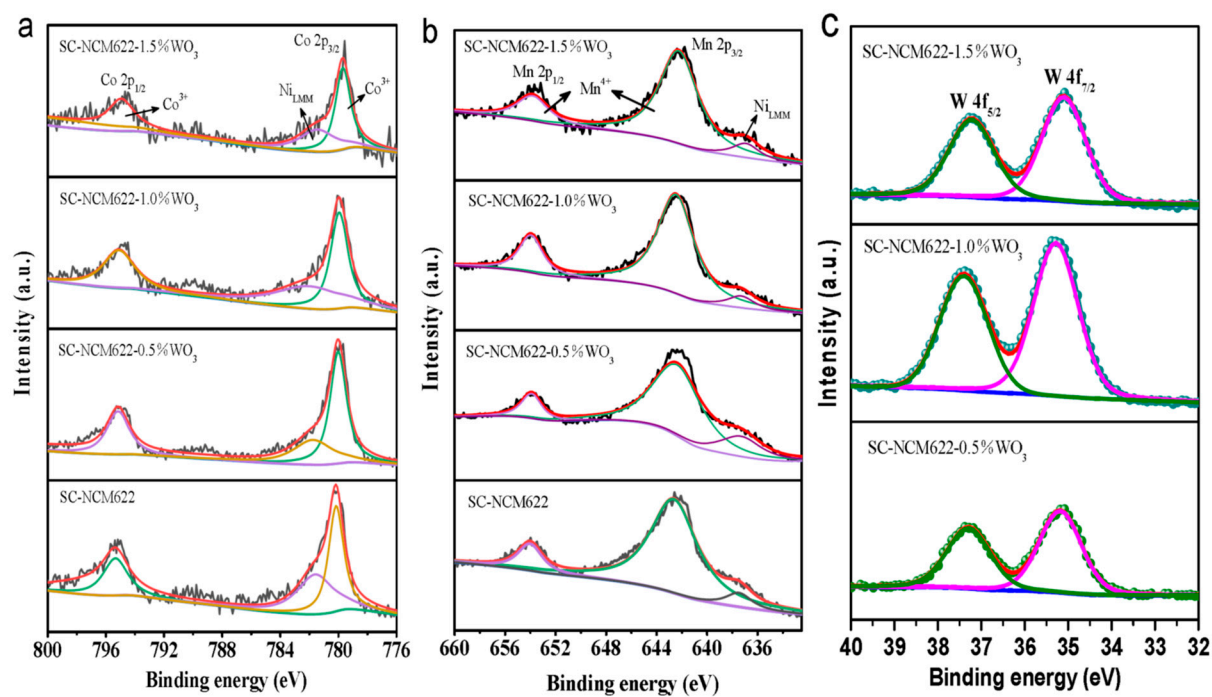 a
SC-NCM622-1.5%WO3
Co 2p3/2
Co 2p1/2
Co3+
NiLMM
Co3+
SC-NCM622-1.0%WO3
SC-NCM622-0.5%WO3
SC-NCM622
Intensity (a.u.)
800 796 792 788 784 780 776
Binding energy (eV)
b
SC-NCM622-1.5%WO3
Mn 2p3/2
Mn 2p1/2
Mn4+
NiLMM
SC-NCM622-1.0%WO3
SC-NCM622-0.5%WO3
SC-NCM622
Intensity (a.u.)
660 656 652 648 644 640 636
Binding energy (eV)
c
SC-NCM622-1.5%WO3
W 4f7/2
W 4f5/2
SC-NCM622-1.0%WO3
SC-NCM622-0.5%WO3
Intensity (a.u.)
40 39 38 37 36 35 34 33 32
Binding energy (eV)